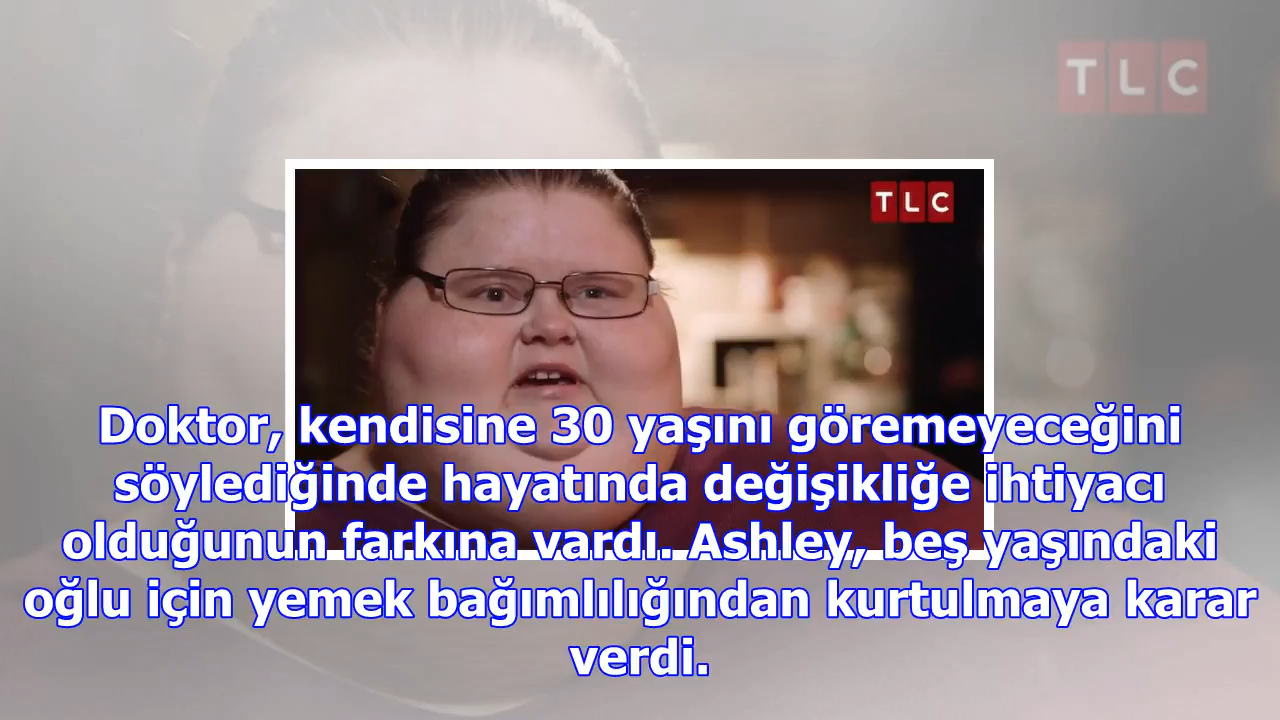 TLC
TLC
Doktor, kendisine 30 yaşını göremeyeceğini
söylediğinde hayatında değişikliğe ihtiyacı
olduğunun farkına vardı. Ashley, beş yaşındaki
oğlu için yemek bağımlılığından kurtulmaya karar
verdi.